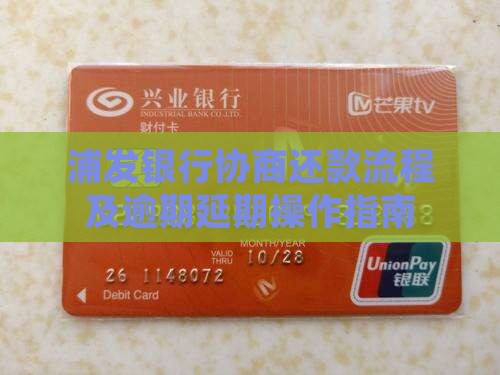 兴业银行
INDUSTRIAL BANK CO.,LTD.
芒果tv
财付卡
浦发银行协商还款流程
及逾期延期操作指南
8
MONTH/YEAR
VALID THRU 10/28
26 1148072
Debit Card
UnionPay
银联